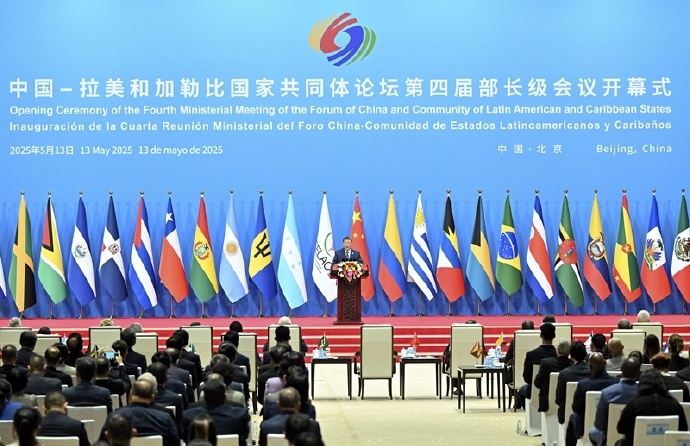 中国－拉美和加勒比国家共同体论坛第四届部长级会议开幕式
Opening Ceremony of the Fourth Ministerial Meeting of the Forum of China and Community of Latin American and Caribbean States
Inauguración de la Cuarta Reunión Ministerial del Foro China-Comunidad de Estados Latinoamericanos y Caribeños
2025年5月13日 13 May 2025 13 de mayo de 2025
中国・北京 Beijing, China
CELAC